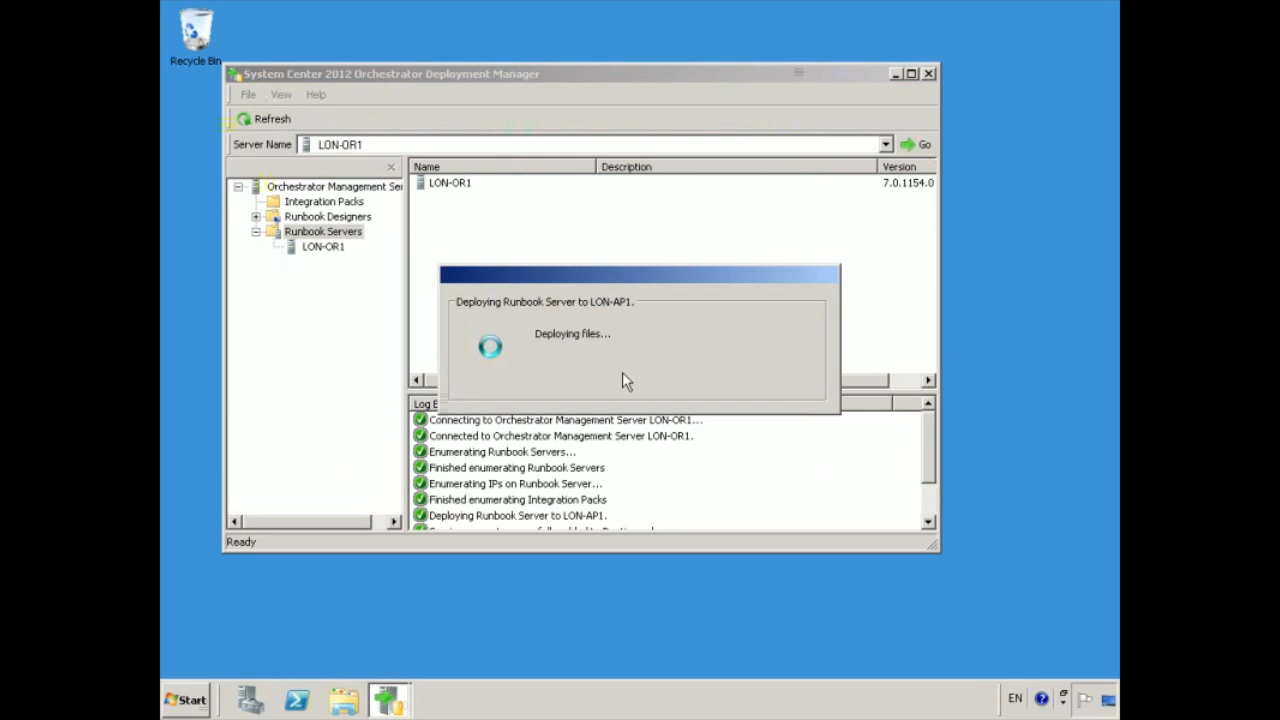 Recycle Bin
System Center 2012 Orchestrator Deployment Manager
File View Help
Refresh
Server Name LON-OR1 Go
Orchestrator Management Ser
Integration Packs
Runbook Designers
Runbook Servers
LON-OR1
Name Description Version
LON-OR1 7.0.1154.0
Deploying Runbook Server to LON-AP1.
Deploying files...
Log E
Connecting to Orchestrator Management Server LON-OR1...
Connected to Orchestrator Management Server LON-OR1.
Enumerating Runbook Servers...
Finished enumerating Runbook Servers
Enumerating IPs on Runbook Server...
Finished enumerating Integration Packs
Deploying Runbook Server to LON-AP1.
Ready
Start EN